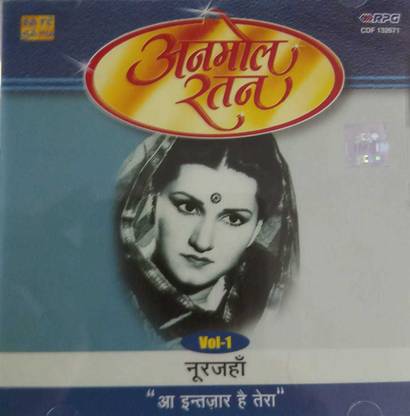 RPG
CDF 132671
अनमोल
रतन
Vol-1
नूरजहाँ
"आ इन्तज़ार है तेरा"